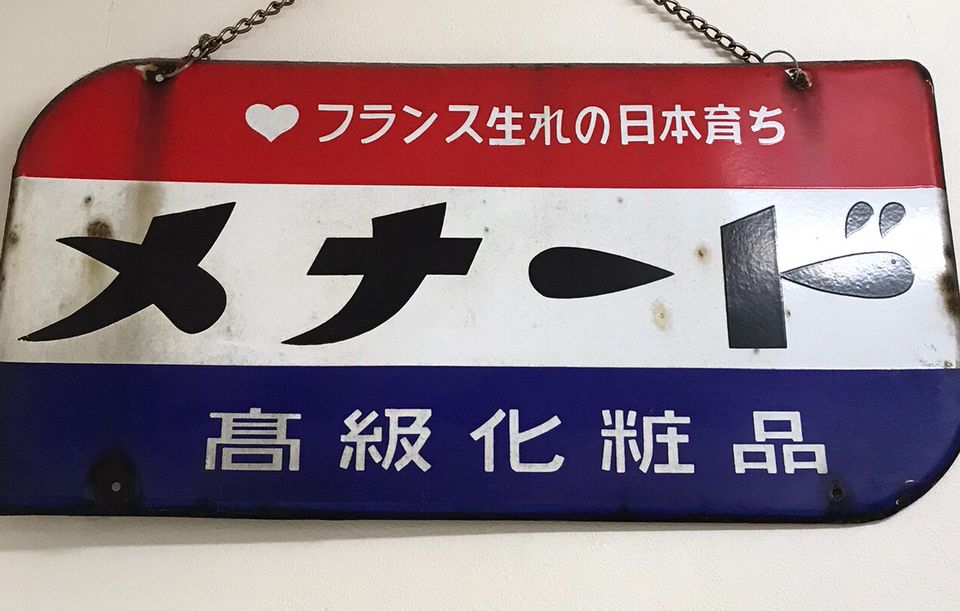 ♥フランス生れの日本育ち
メナード
髙級化粧品